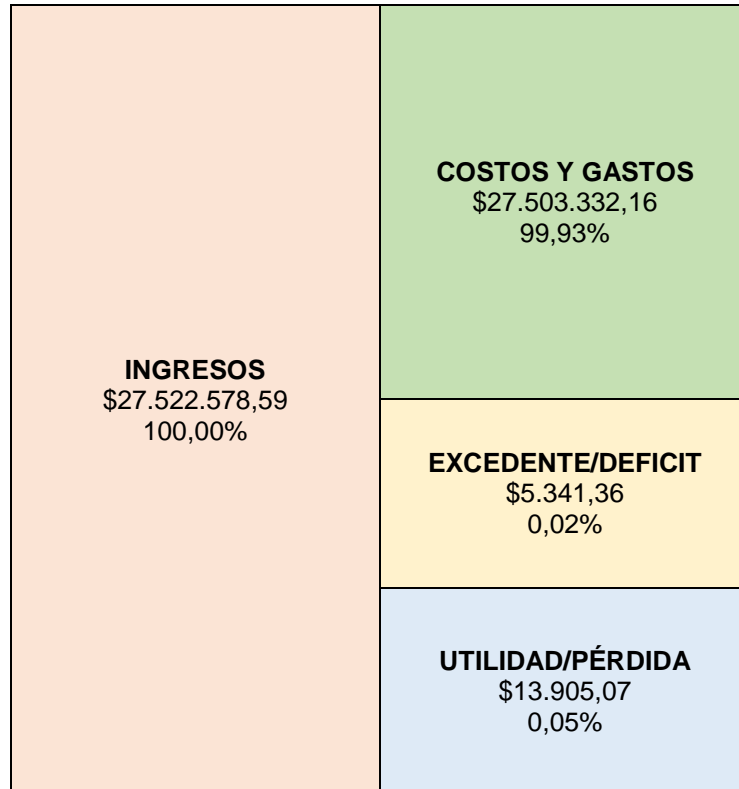 INGRESOS
$27.522.578,59
100,00%
COSTOS Y GASTOS
$27.503.332,16
99,93%
EXCEDENTE/DEFICIT
$5.341,36
0,02%
UTILIDAD/PÉRDIDA
$13.905,07
0,05%